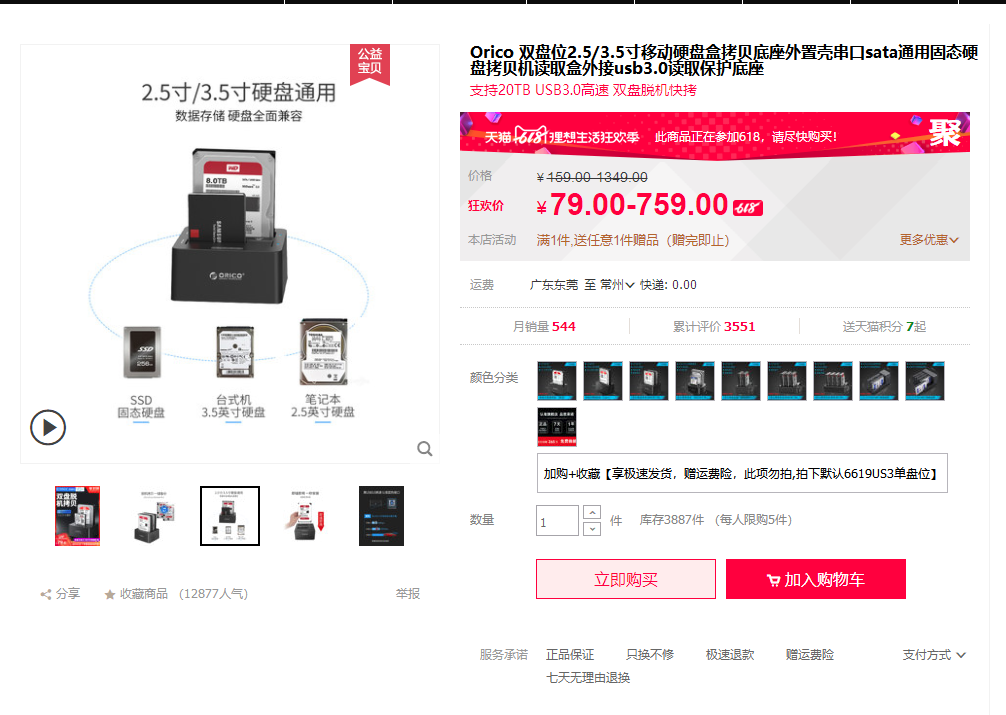 公益
宝贝
2.5寸/3.5寸硬盘通用
数据存储 硬盘全面兼容
WD
8.0TB
SAMSUNG
ORICO
SSD
256GB
SSD
固态硬盘
台式机
3.5英寸硬盘
笔记本
2.5英寸硬盘
双盘脱
机拷贝
分享
收藏商品 (12877人气)
举报
Orico 双盘位2.5/3.5寸移动硬盘盒拷贝底座外置壳串口sata通用固态硬
盘拷贝机读取盒外接usb3.0读取保护底座
支持20TB USB3.0高速 双盘脱机快拷
天猫618理想生活狂欢季 此商品正在参加618，请尽快购买! 聚
价格 ¥159.00-1349.00
狂欢价 ¥79.00-759.00 618
本店活动 满1件,送任意1件赠品（赠完即止） 更多优惠
运费 广东东莞 至 常州 快递: 0.00
月销量 544 累计评价 3551 送天猫积分 7起
颜色分类
加购+收藏【享极速发货，赠运费险，此项勿拍,拍下默认6619US3单盘位】
数量 1 件 库存3887件 (每人限购5件)
立即购买 加入购物车
服务承诺 正品保证 只换不修 极速退款 赠运费险 支付方式
七天无理由退换